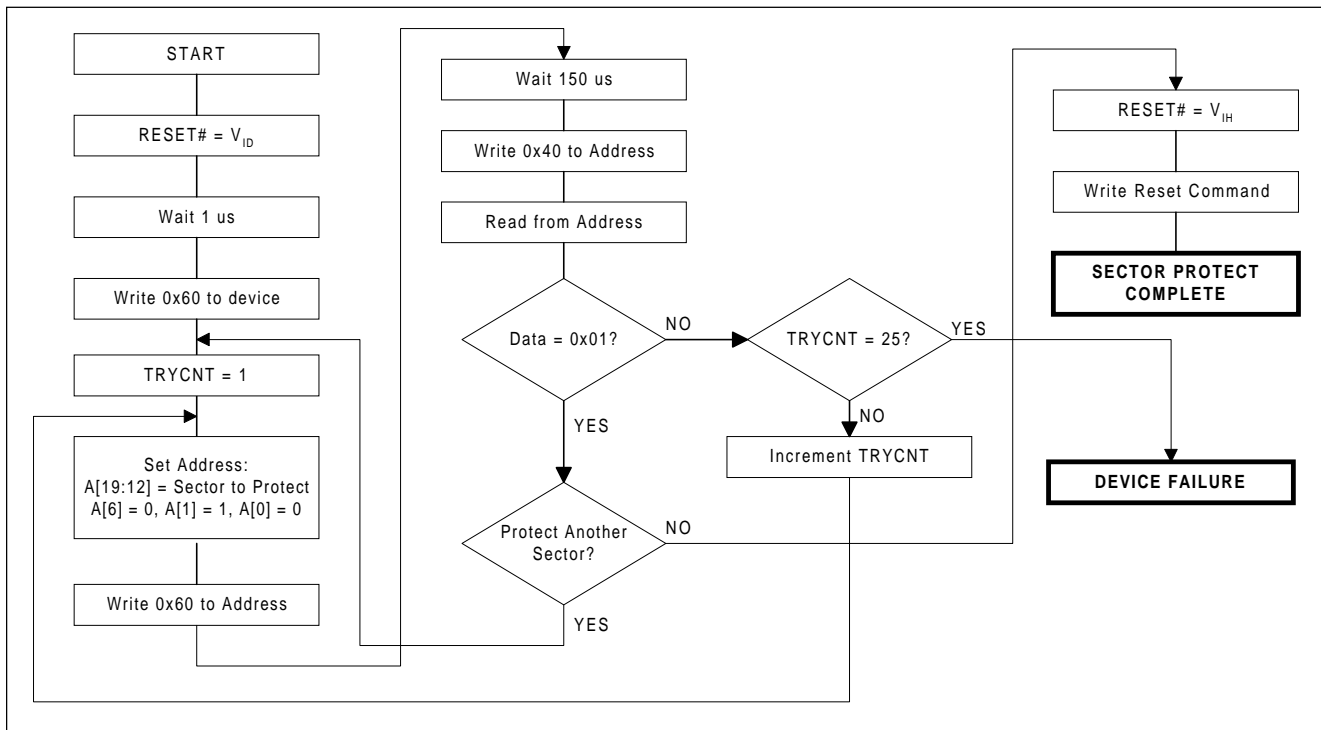 START
RESET# = VID
Wait 1 us
Write 0x60 to device
TRYCNT = 1
Set Address:
A[19:12] = Sector to Protect
A[6] = 0, A[1] = 1, A[0] = 0
Write 0x60 to Address
Wait 150 us
Write 0x40 to Address
Read from Address
Data = 0x01?
NO
YES
Protect Another
Sector?
NO
YES
TRYCNT = 25?
YES
NO
Increment TRYCNT
RESET# = VIH
Write Reset Command
SECTOR PROTECT
COMPLETE
DEVICE FAILURE